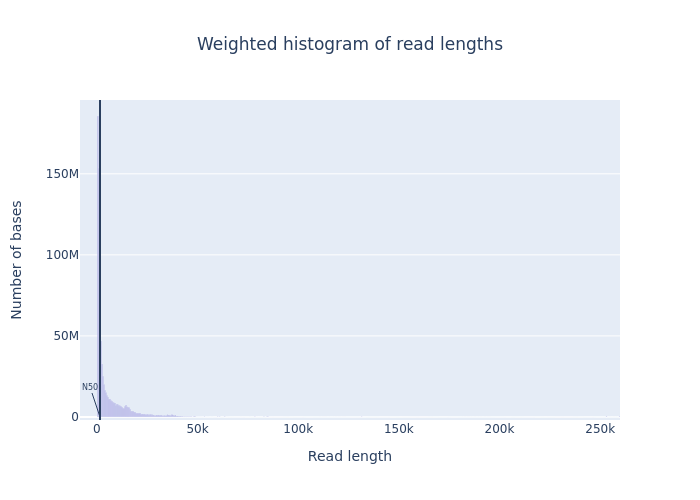 Weighted histogram of read lengths
Number of bases
150M
100M
50M
0
N50
0 50k 100k 150k 200k 250k
Read length